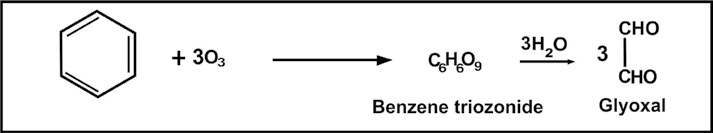 CHO
+ 3O₃ C₆H₆O₉ 3H₂O 3
CHO
Benzene triozonide Glyoxal